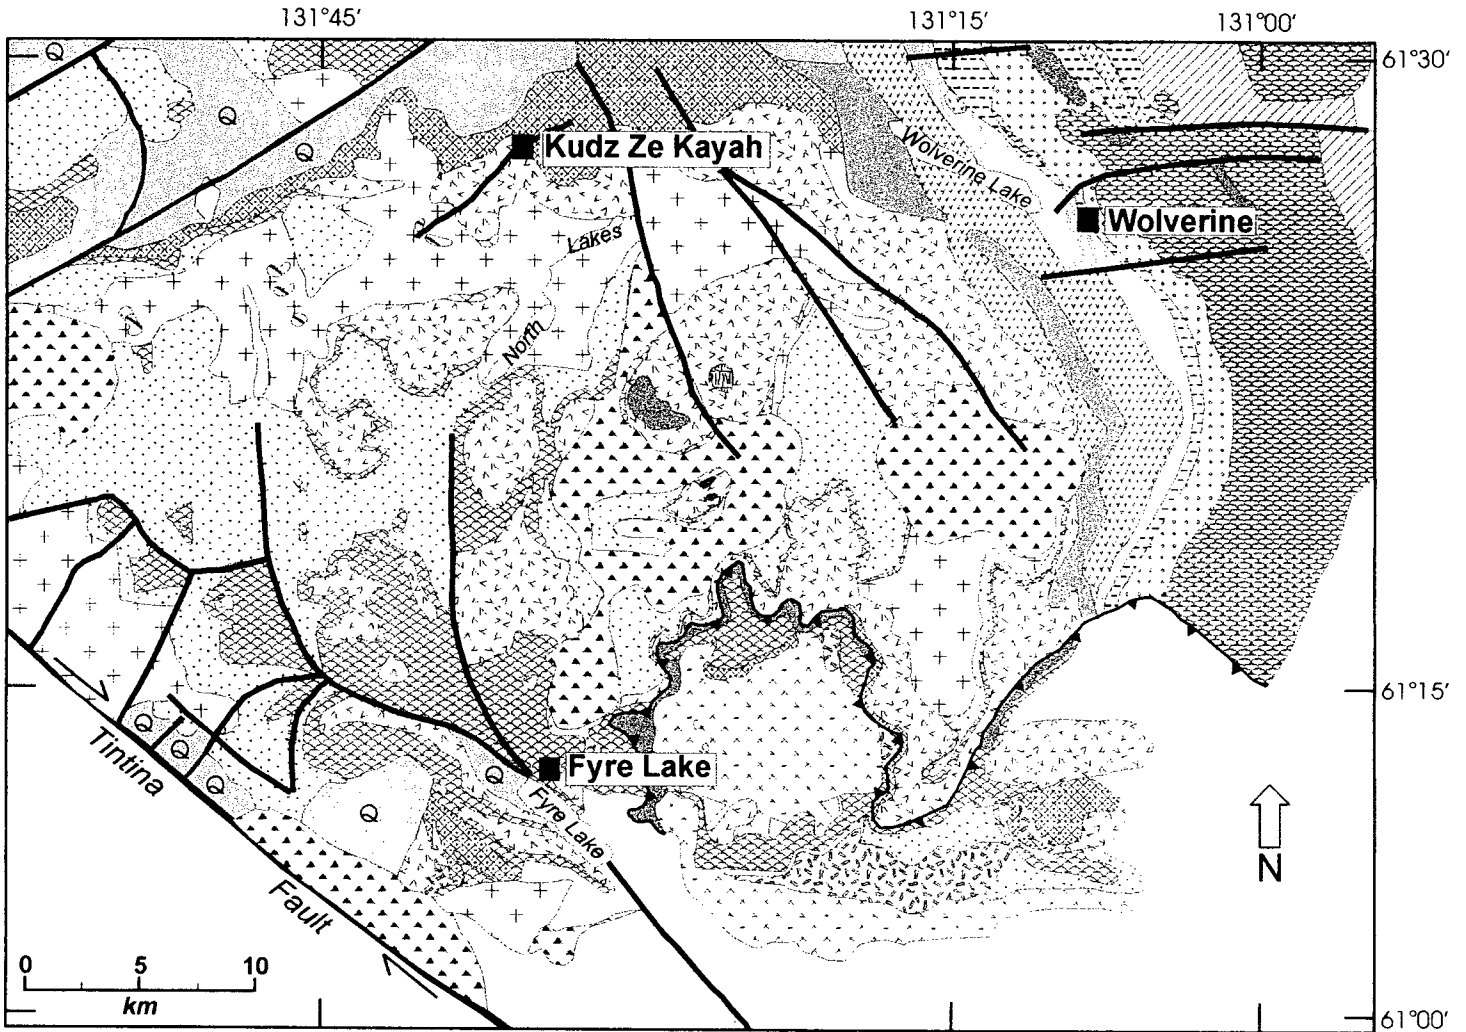 131°45′
131°15′
131°00′
61°30′
Q
Q
Q
Kudz Ze Kayah
Wolverine Lake
Wolverine
Lakes
North
61°15′
Q
Q
Q
Q
Q
Tintina
Fyre Lake
Fyre Lake
Fault
N
0 5 10
km
61°00′